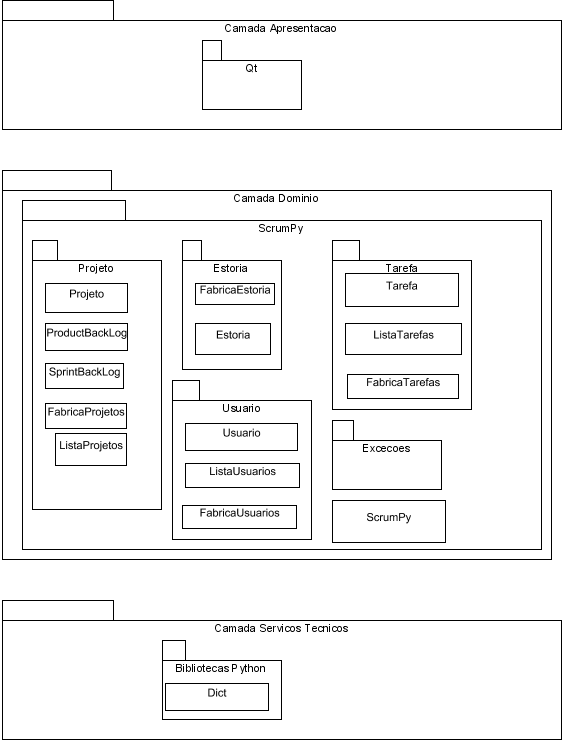 Camada Apresentacao
Qt
Camada Dominio
ScrumPy
Projeto
Projeto
ProductBackLog
SprintBackLog
FabricaProjetos
ListaProjetos
Estoria
FabricaEstoria
Estoria
Tarefa
Tarefa
ListaTarefas
FabricaTarefas
Usuario
Usuario
ListaUsuarios
FabricaUsuarios
Excecoes
ScrumPy
Camada Servicos Tecnicos
Bibliotecas Python
Dict